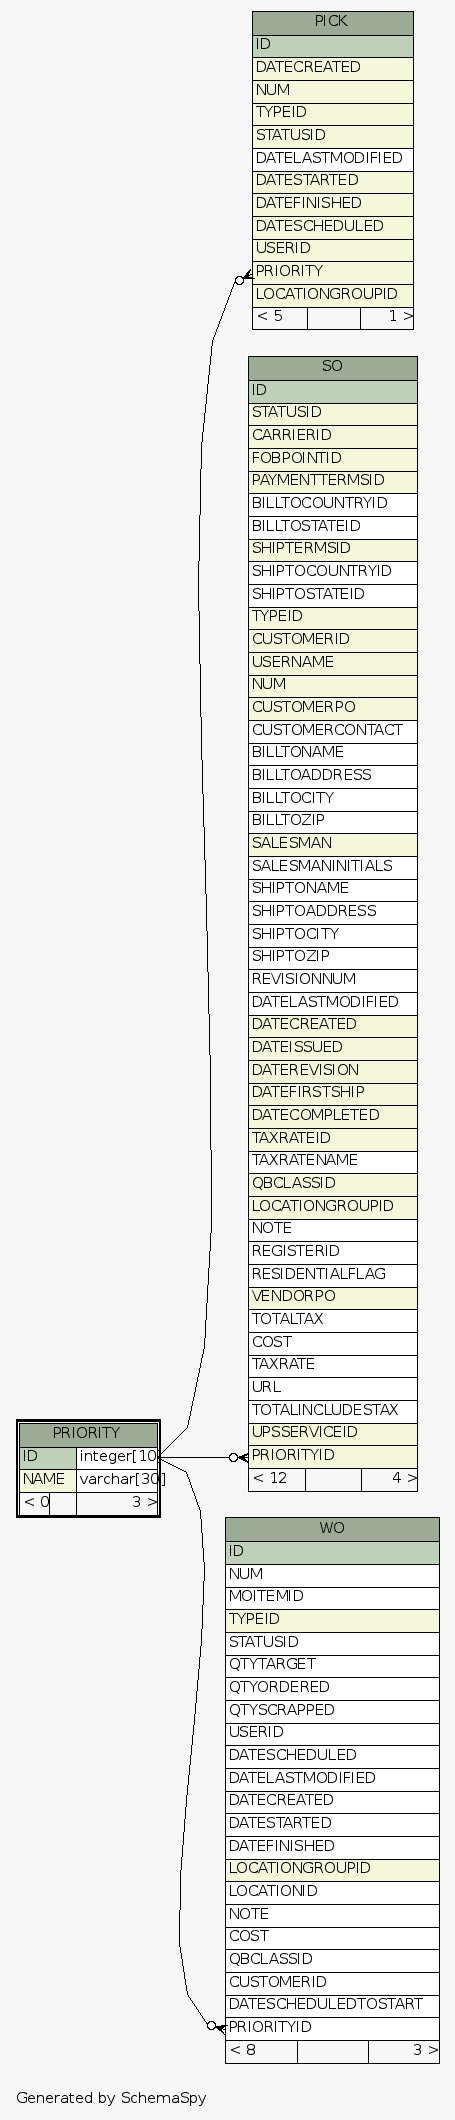 PICK
ID
DATECREATED
NUM
TYPEID
STATUSID
DATELASTMODIFIED
DATESTARTED
DATEFINISHED
DATESCHEDULED
USERID
PRIORITY
LOCATIONGROUPID
< 5 1 >
SO
ID
STATUSID
CARRIERID
FOBPOINTID
PAYMENTTERMSID
BILLTOCOUNTRYID
BILLTOSTATEID
SHIPTERMSID
SHIPTOCOUNTRYID
SHIPTOSTATEID
TYPEID
CUSTOMERID
USERNAME
NUM
CUSTOMERPO
CUSTOMERCONTACT
BILLTONAME
BILLTOADDRESS
BILLTOCITY
BILLTOZIP
SALESMAN
SALESMANINITIALS
SHIPTONAME
SHIPTOADDRESS
SHIPTOCITY
SHIPTOZIP
REVISIONNUM
DATELASTMODIFIED
DATECREATED
DATEISSUED
DATEREVISION
DATEFIRSTSHIP
DATECOMPLETED
TAXRATEID
TAXRATENAME
QBCLASSID
LOCATIONGROUPID
NOTE
REGISTERID
RESIDENTIALFLAG
VENDORPO
TOTALTAX
COST
TAXRATE
URL
TOTALINCLUDESTAX
UPSSERVICEID
PRIORITYID
< 12 4 >
PRIORITY
ID integer[10]
NAME varchar[30]
< 0 3 >
WO
ID
NUM
MOITEMID
TYPEID
STATUSID
QTYTARGET
QTYORDERED
QTYSCRAPPED
USERID
DATESCHEDULED
DATELASTMODIFIED
DATECREATED
DATESTARTED
DATEFINISHED
LOCATIONGROUPID
LOCATIONID
NOTE
COST
QBCLASSID
CUSTOMERID
DATESCHEDULEDTOSTART
PRIORITYID
< 8 3 >
Generated by SchemaSpy